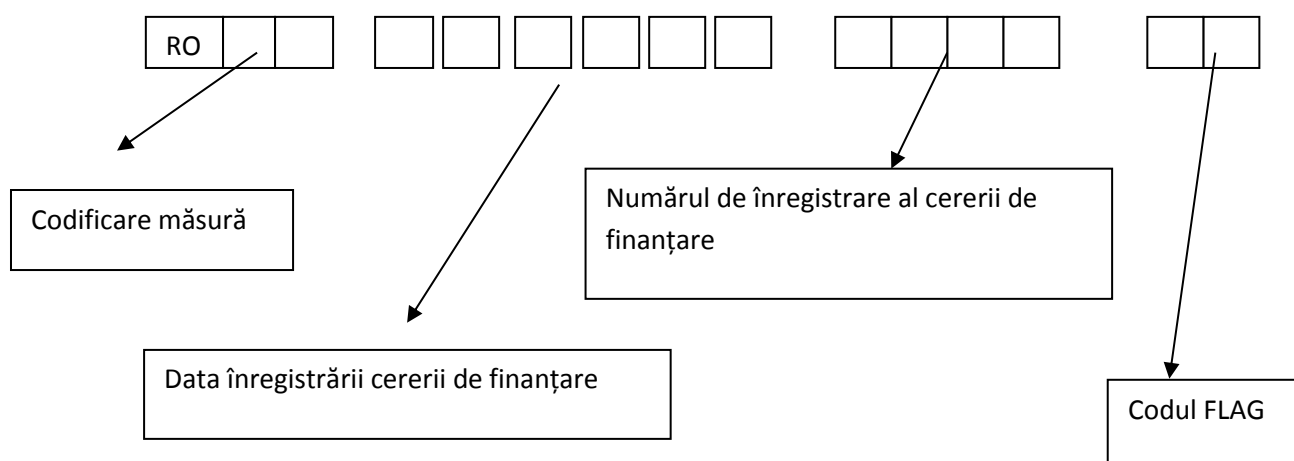 RO
Codificare măsură
Numărul de înregistrare al cererii de
finanțare
Data înregistrării cererii de finanțare
Codul FLAG